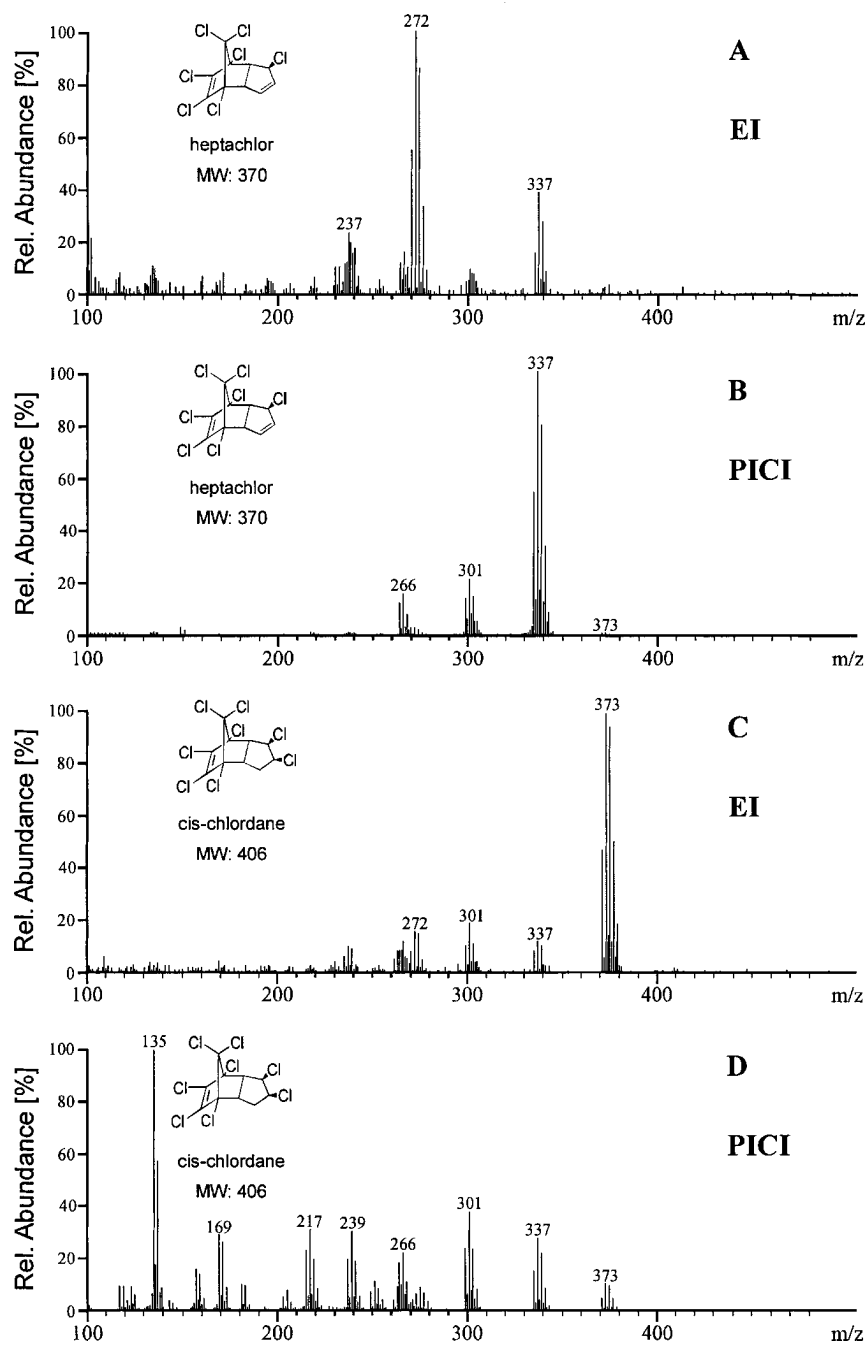 Rel. Abundance [%]
100
80
60
40
20
0
A
EI
Cl Cl
Cl Cl
Cl
Cl
Cl
heptachlor
MW: 370
237
272
337
100 200 300 400 m/z
Rel. Abundance [%]
100
80
60
40
20
0
B
PICI
Cl Cl
Cl Cl
Cl
Cl
Cl
heptachlor
MW: 370
266
301
337
373
100 200 300 400 m/z
Rel. Abundance [%]
100
80
60
40
20
0
C
EI
Cl Cl
Cl Cl
Cl
Cl
Cl
Cl
cis-chlordane
MW: 406
272
301
337
373
100 200 300 400 m/z
Rel. Abundance [%]
100
80
60
40
20
0
D
PICI
Cl Cl
Cl Cl
Cl
Cl
Cl
Cl
cis-chlordane
MW: 406
135
169
217
239
266
301
337
373
100 200 300 400 m/z